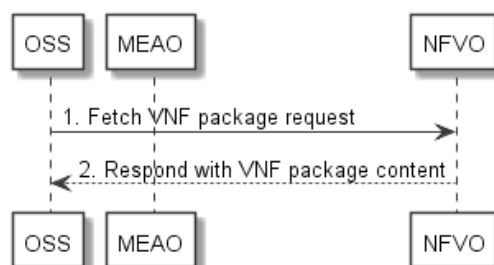 OSS MEAO NFVO
1. Fetch VNF package request
2. Respond with VNF package content
OSS MEAO NFVO